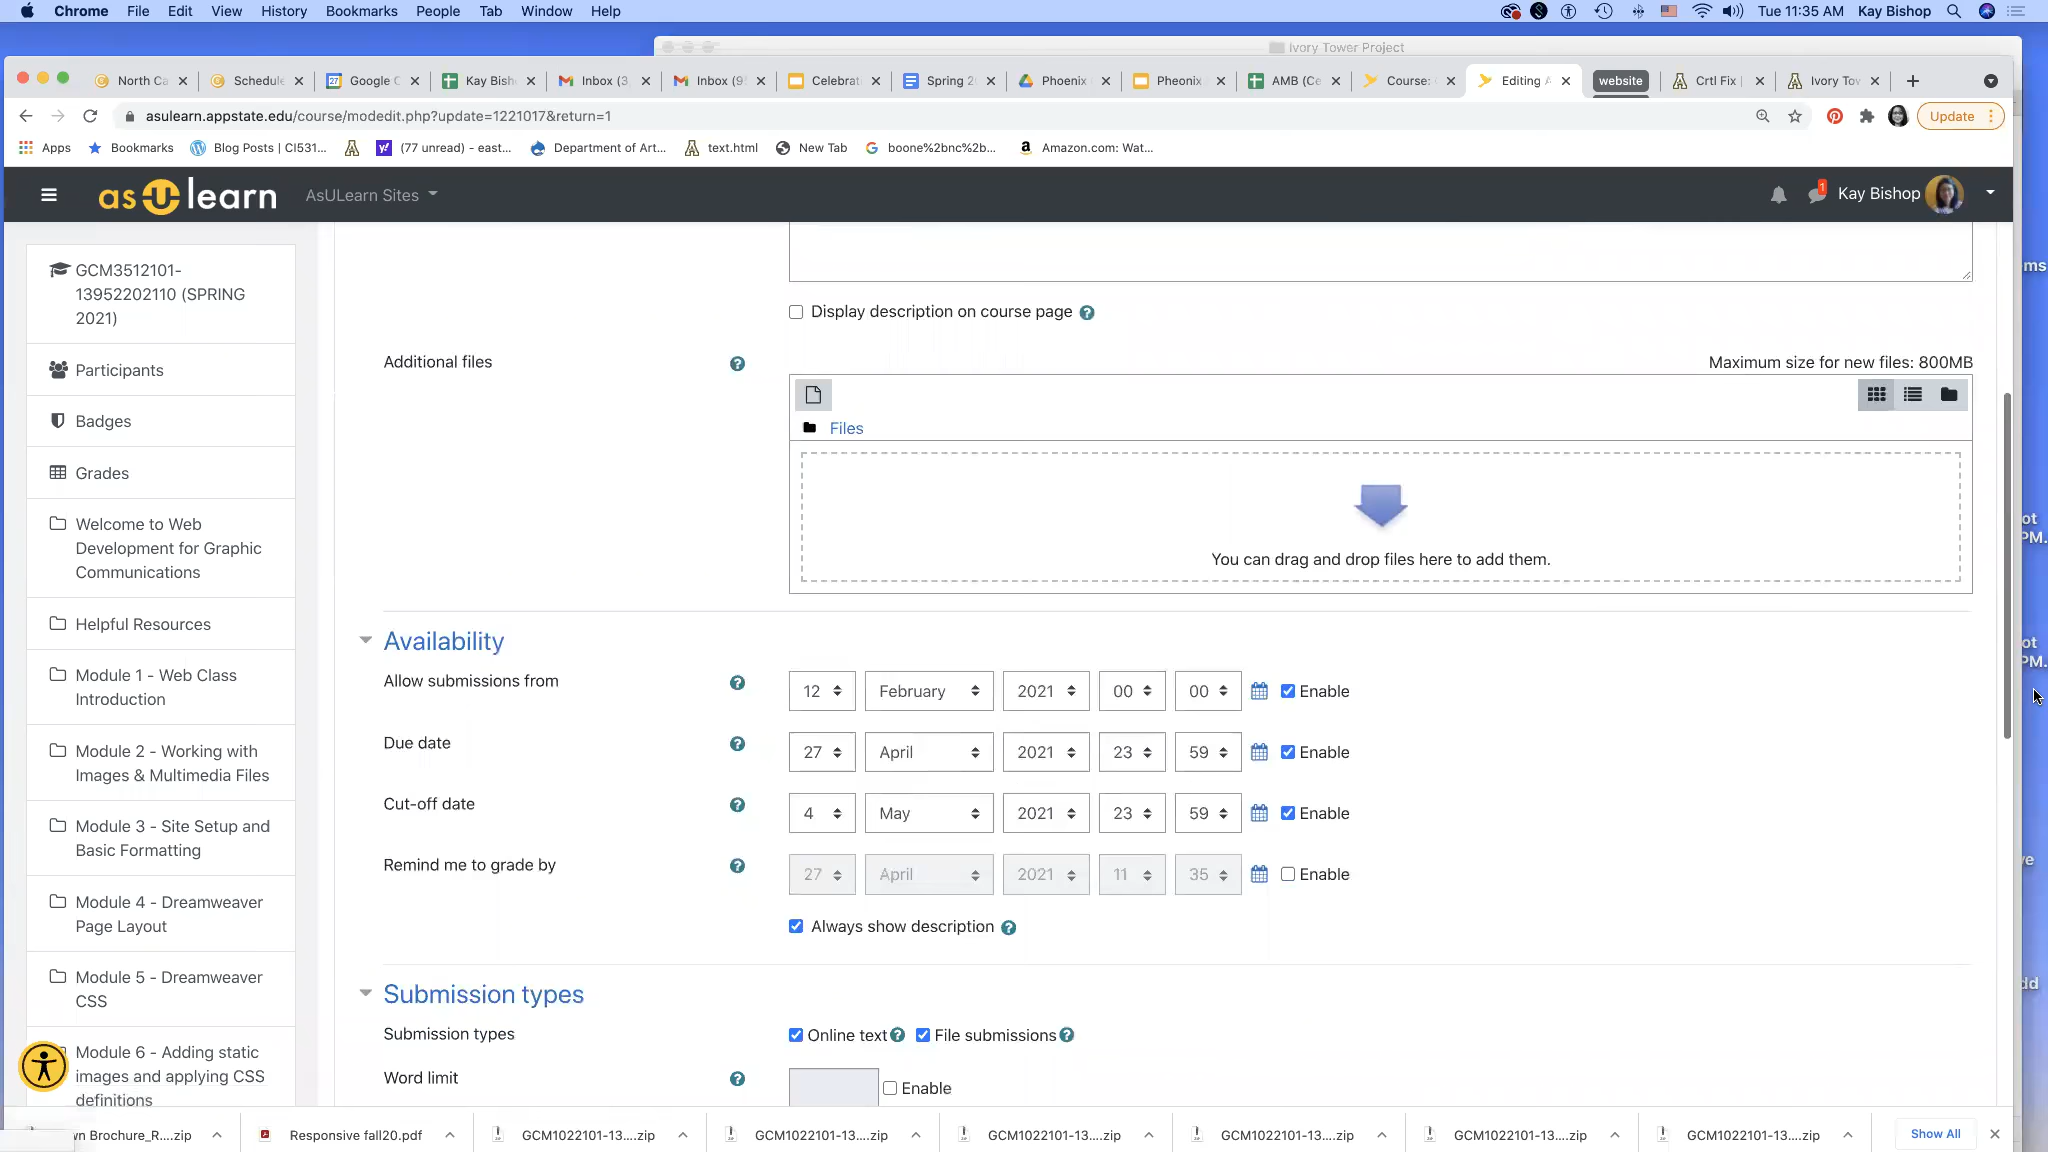 Chrome File Edit View History Bookmarks People Tab Window Help
Tue 11:35 AM Kay Bishop
Ivory Tower Project
North Ca Schedule Google C Kay Bish Inbox (3 Inbox (9 Celebrat Spring 2 Phoenix Pheonix AMB (Ce Course: Editing A website Crtl Fix | Ivory Tow
asulearn.appstate.edu/course/modedit.php?update=1221017&return=1
Update
Apps Bookmarks Blog Posts | CI531... (77 unread) - east... Department of Art... text.html New Tab boone%2bnc%2b... Amazon.com: Wat...
asULearn AsULearn Sites
1 Kay Bishop
GCM3512101-
13952202110 (SPRING
2021)
Participants
Badges
Grades
Welcome to Web
Development for Graphic
Communications
Helpful Resources
Module 1 - Web Class
Introduction
Module 2 - Working with
Images & Multimedia Files
Module 3 - Site Setup and
Basic Formatting
Module 4 - Dreamweaver
Page Layout
Module 5 - Dreamweaver
CSS
Module 6 - Adding static
images and applying CSS
definitions
Display description on course page
Additional files
Maximum size for new files: 800MB
Files
You can drag and drop files here to add them.
Availability
Allow submissions from 12 February 2021 00 00 Enable
Due date 27 April 2021 23 59 Enable
Cut-off date 4 May 2021 23 59 Enable
Remind me to grade by 27 April 2021 11 35 Enable
Always show description
Submission types
Submission types Online text File submissions
Word limit Enable
wn Brochure_R....zip Responsive fall20.pdf GCM1022101-13....zip GCM1022101-13....zip GCM1022101-13....zip GCM1022101-13....zip GCM1022101-13....zip GCM1022101-13....zip Show All